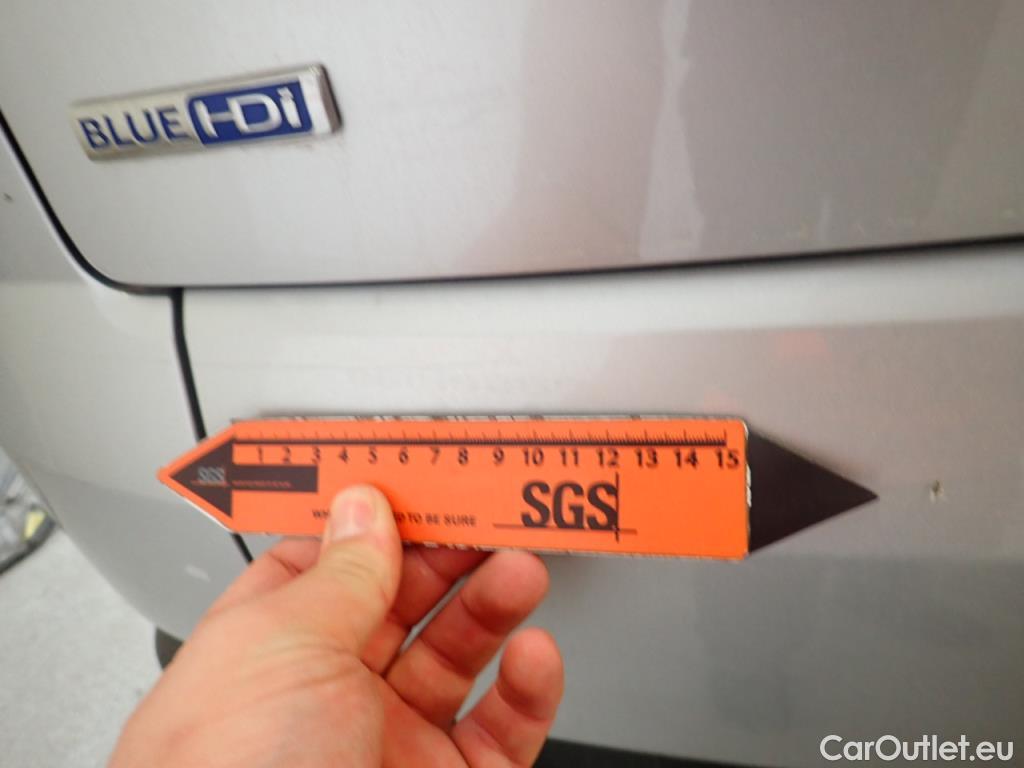 BLUE HDi
1 2 3 4 5 6 7 8 9 10 11 12 13 14 15
SGS
SGS
TO BE SURE
CarOutlet.eu